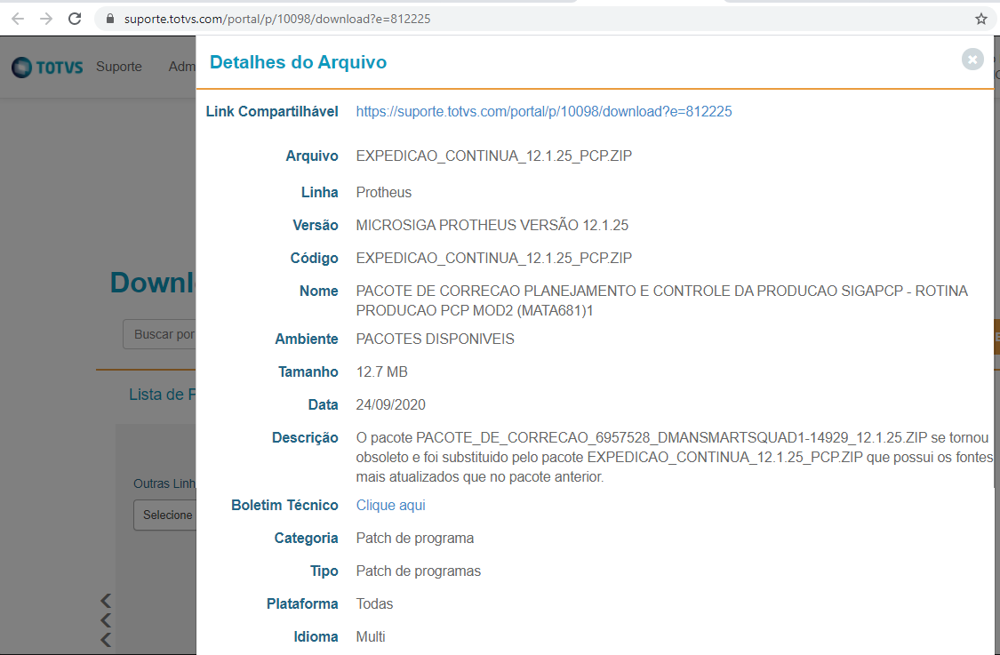 suporte.totvs.com/portal/p/10098/download?e=812225
TOTVS Suporte Adm
Detalhes do Arquivo
Link Compartilhável https://suporte.totvs.com/portal/p/10098/download?e=812225
Arquivo EXPEDICAO_CONTINUA_12.1.25_PCP.ZIP
Linha Protheus
Versão MICROSIGA PROTHEUS VERSÃO 12.1.25
Código EXPEDICAO_CONTINUA_12.1.25_PCP.ZIP
Downl
Nome PACOTE DE CORRECAO PLANEJAMENTO E CONTROLE DA PRODUCAO SIGAPCP - ROTINA
PRODUCAO PCP MOD2 (MATA681)1
Buscar por
Ambiente PACOTES DISPONIVEIS
Tamanho 12.7 MB
Lista de F
Data 24/09/2020
Descrição O pacote PACOTE_DE_CORRECAO_6957528_DMANSMARTSQUAD1-14929_12.1.25.ZIP se tornou
obsoleto e foi substituido pelo pacote EXPEDICAO_CONTINUA_12.1.25_PCP.ZIP que possui os fontes
mais atualizados que no pacote anterior.
Outras Linh
Boletim Técnico Clique aqui
Selecione
Categoria Patch de programa
Tipo Patch de programas
Plataforma Todas
Idioma Multi